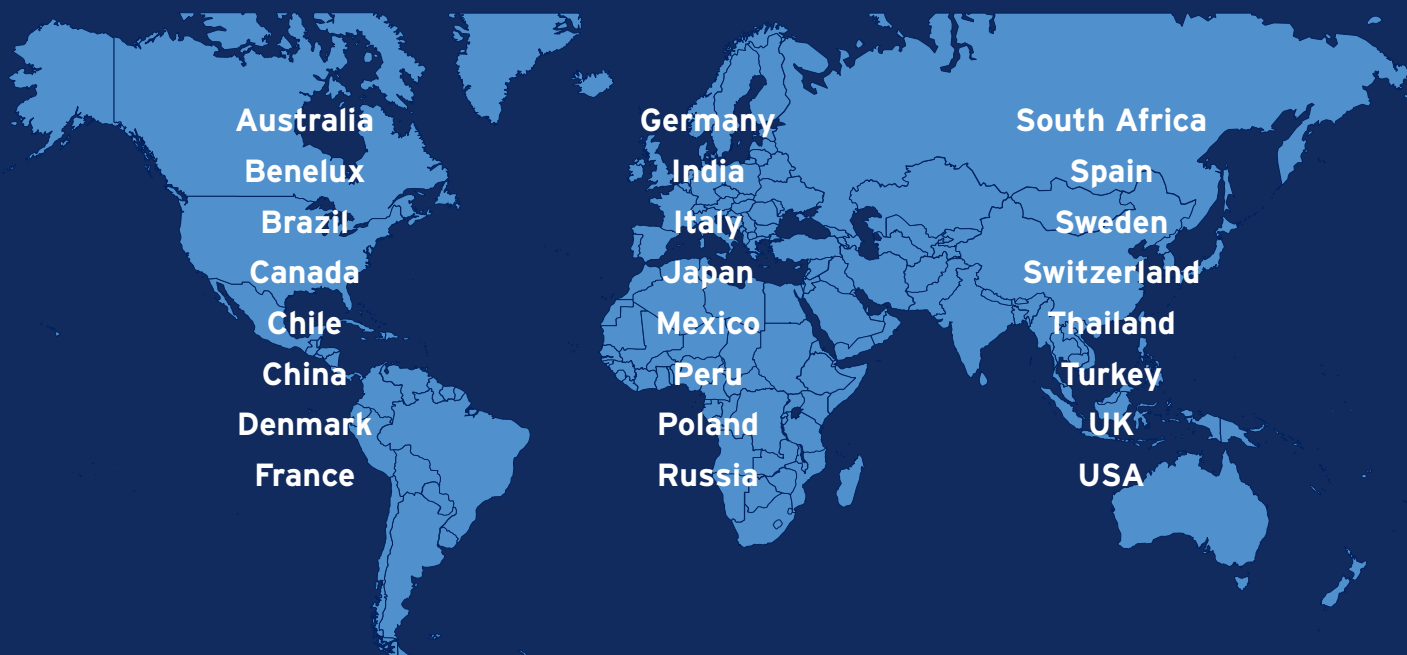 Australia
Benelux
Brazil
Canada
Chile
China
Denmark
France
Germany
India
Italy
Japan
Mexico
Peru
Poland
Russia
South Africa
Spain
Sweden
Switzerland
Thailand
Turkey
UK
USA